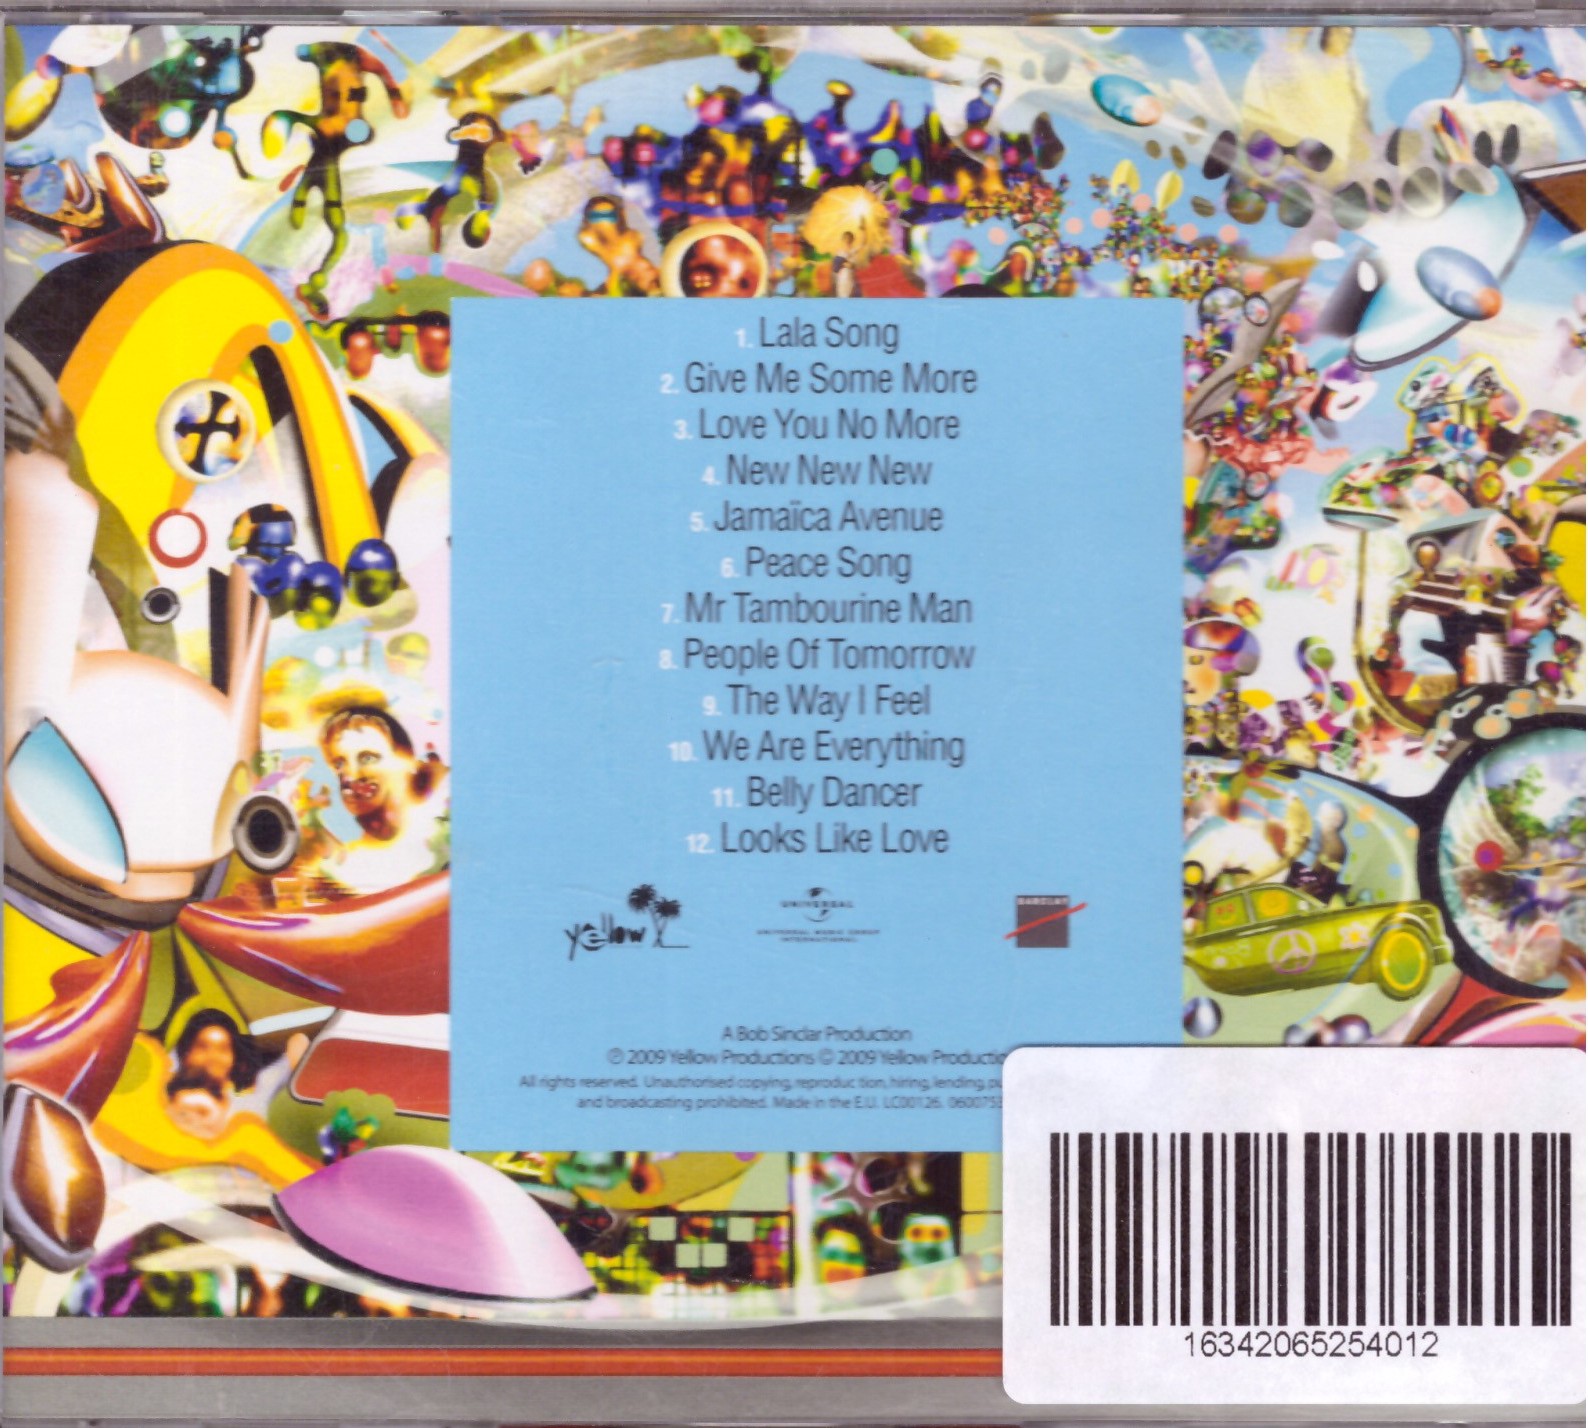 1. Lala Song
2. Give Me Some More
3. Love You No More
4. New New New
5. Jamaïca Avenue
6. Peace Song
7. Mr Tambourine Man
8. People Of Tomorrow
9. The Way I Feel
10. We Are Everything
11. Belly Dancer
12. Looks Like Love
yellow
UNIVERSAL
UNIVERSAL MUSIC GROUP
INTERNATIONAL
BARCLAY
A Bob Sinclar Production
℗ 2009 Yellow Productions © 2009 Yellow Productio
All rights reserved. Unauthorised copying, reproduction, hiring, lending, pu
and broadcasting prohibited. Made in the E.U. LC00126. 0600753
16342065254012